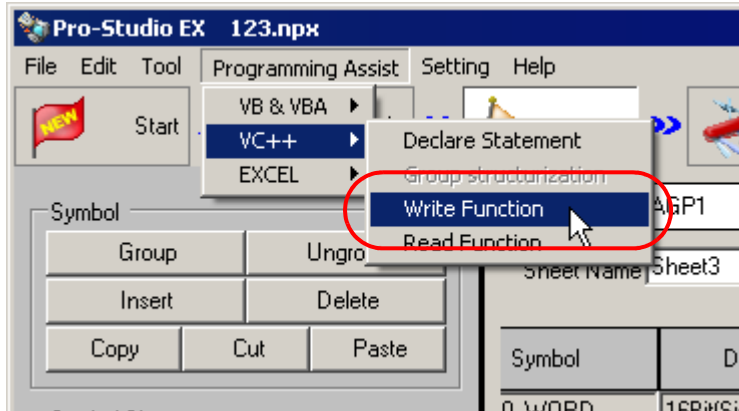 Pro-Studio EX 123.npx
File Edit Tool Programming Assist Setting Help
NEW
Start
VB & VBA
VC++
EXCEL
Declare Statement
Group structurization
Write Function
Read Function
AGP1
Sheet Name Sheet3
Symbol
Group
Insert Delete
Copy Cut Paste
Symbol